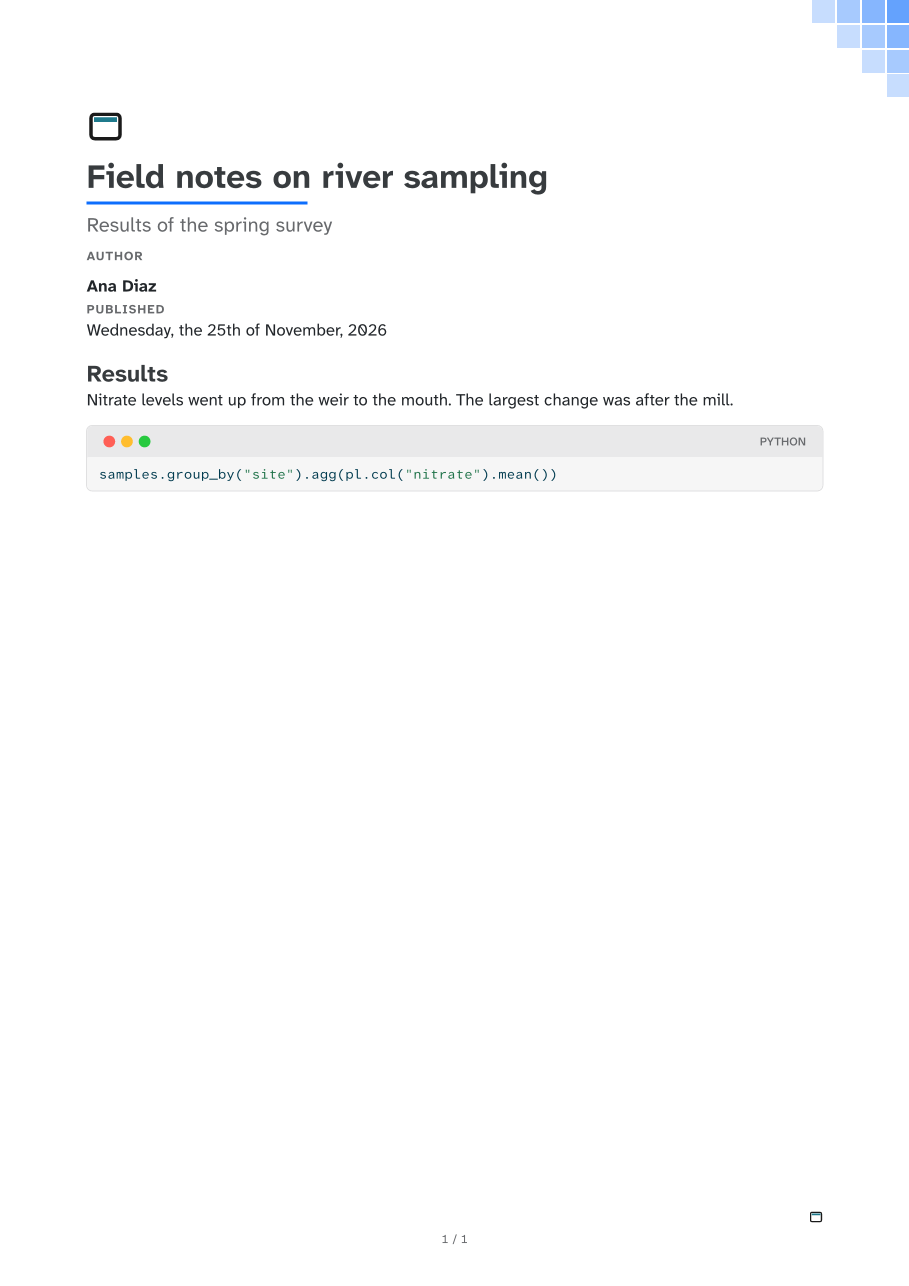 Field notes on river sampling
Results of the spring survey
AUTHOR
Ana Diaz
PUBLISHED
Wednesday, the 25th of November, 2026
Results
Nitrate levels went up from the weir to the mouth. The largest change was after the mill.
PYTHON
samples.group_by("site").agg(pl.col("nitrate").mean())
1 / 1